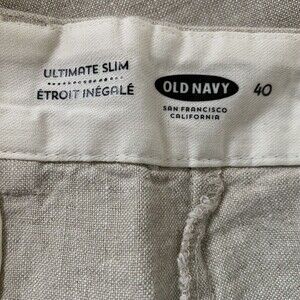 ULTIMATE SLIM
ÉTROIT INÉGALÉ
OLD NAVY
SAN FRANCISCO
CALIFORNIA
40